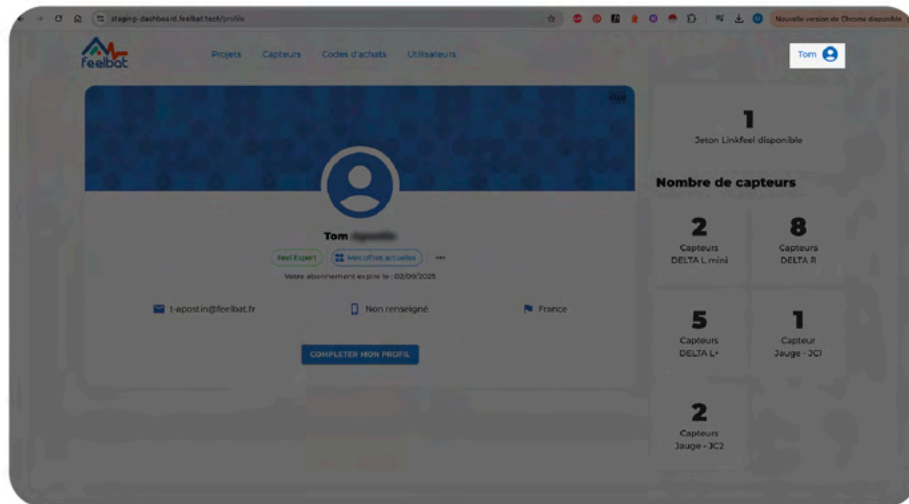 staging-dashboard.feelbat.tech/profile
Nouvelle version de Chrome disponible
feelbat
Projets Capteurs Codes d'achats Utilisateurs
Tom
Tom
Feel Expert
Mes offres actuelles
Votre abonnement expire le : 02/09/2025
t-apostin@feelbat.fr
Non renseigné
France
COMPLETER MON PROFIL
1
Jeton Linkfeel disponible
Nombre de capteurs
2
Capteurs
DELTA L mini
8
Capteurs
DELTA R
5
Capteurs
DELTA L+
1
Capteur
Jauge - JC1
2
Capteurs
Jauge - JC2